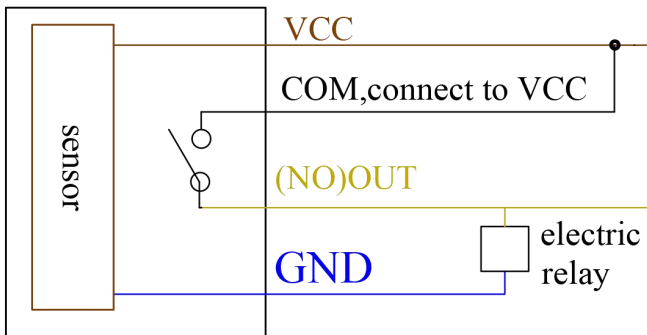 VCC
COM,connect to VCC
sensor
(NO)OUT
GND
electric
relay